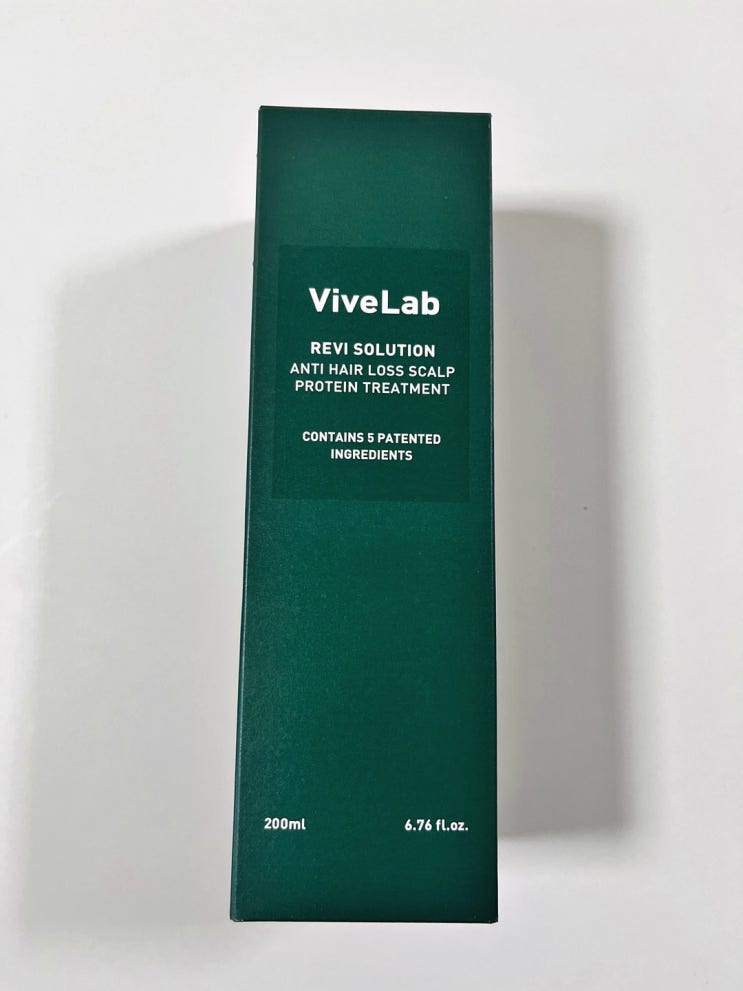 ViveLab
REVI SOLUTION
ANTI HAIR LOSS SCALP
PROTEIN TREATMENT
CONTAINS 5 PATENTED
INGREDIENTS
200ml 6.76 fl.oz.